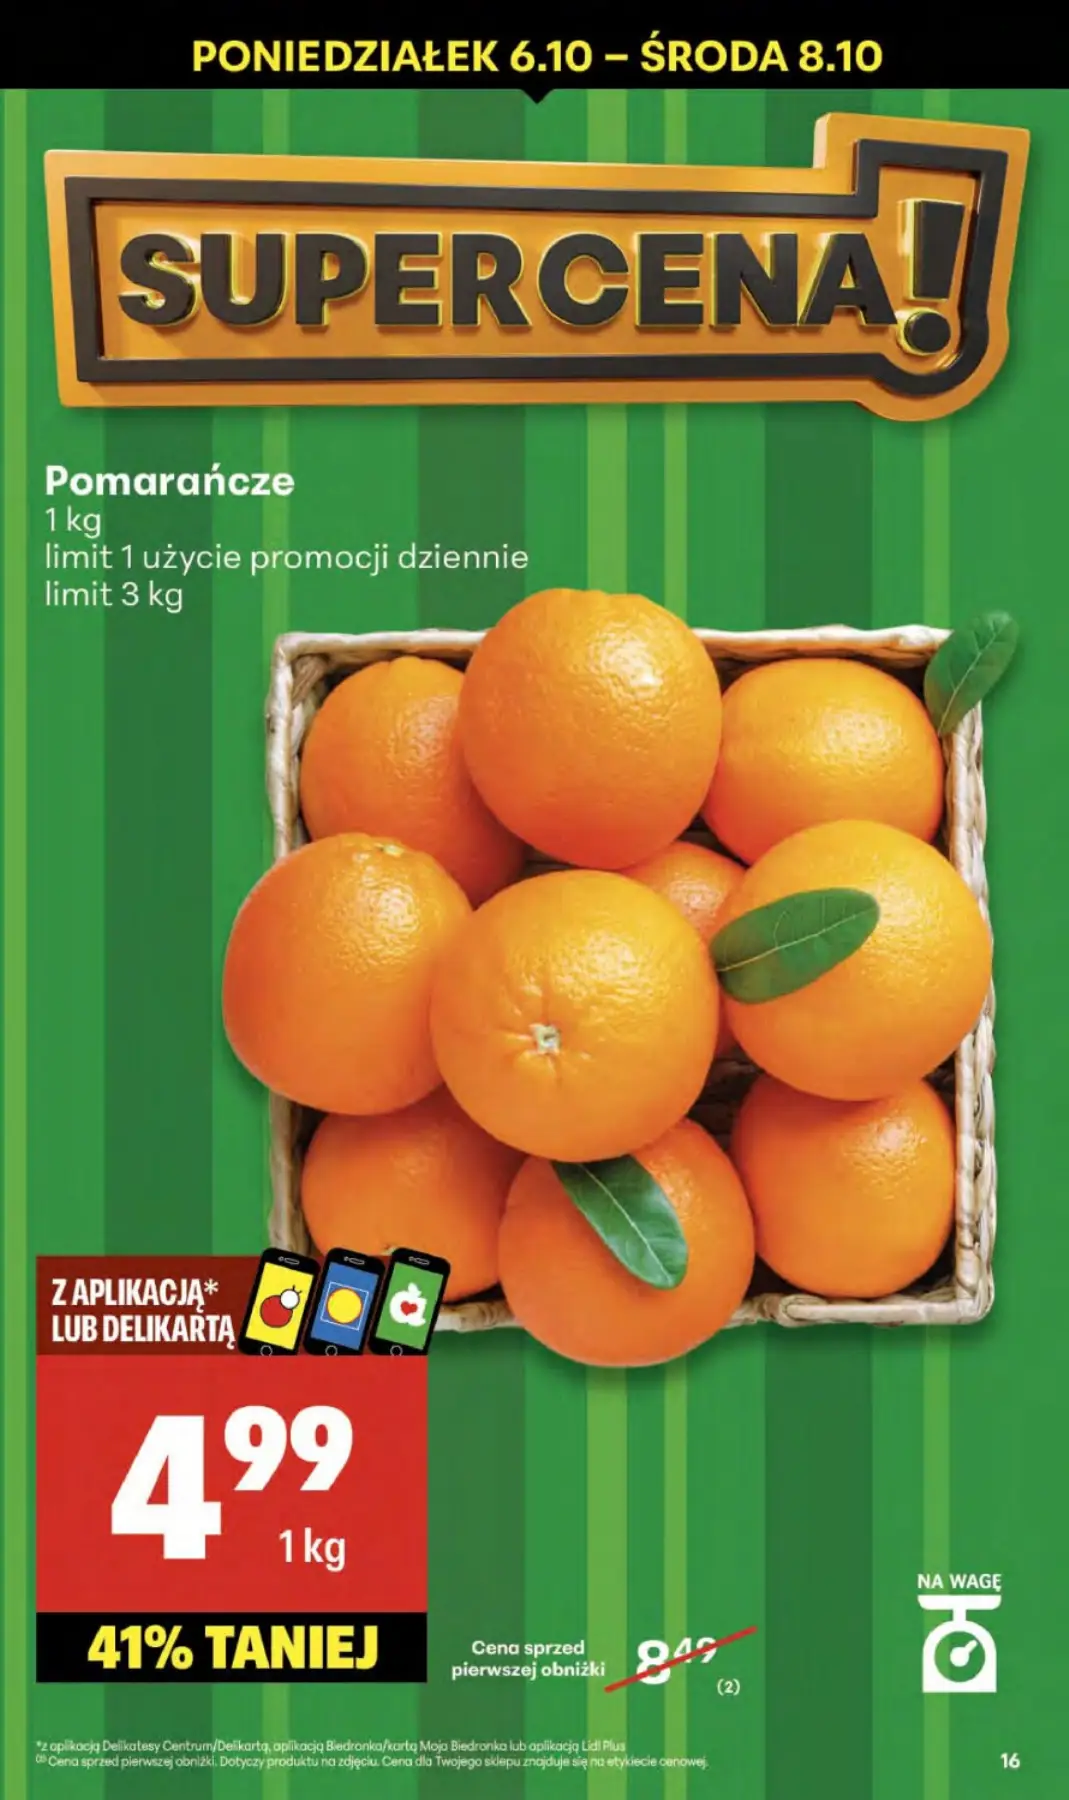 PONIEDZIAŁEK 6.10 – ŚRODA 8.10
SUPERCENA!
Pomarańcze
1 kg
limit 1 użycie promocji dziennie
limit 3 kg
Z APLIKACJĄ*
LUB DELIKARTĄ
4 99
1 kg
41% TANIEJ
Cena sprzed
pierwszej obniżki
8 49
(2)
NA WAGĘ
*z aplikacją Delikatesy Centrum/Delikartą, aplikacją Biedronka/kartą Moja Biedronka lub aplikacją Lidl Plus
(2) Cena sprzed pierwszej obniżki. Dotyczy produktu na zdjęciu. Cena dla Twojego sklepu znajduje się na etykiecie cenowej.
16